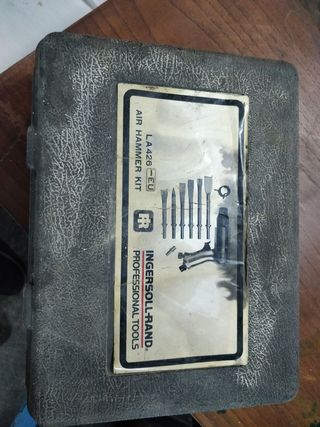 LA426-EU
AIR HAMMER KIT
IR
INGERSOLL-RAND®
PROFESSIONAL TOOLS